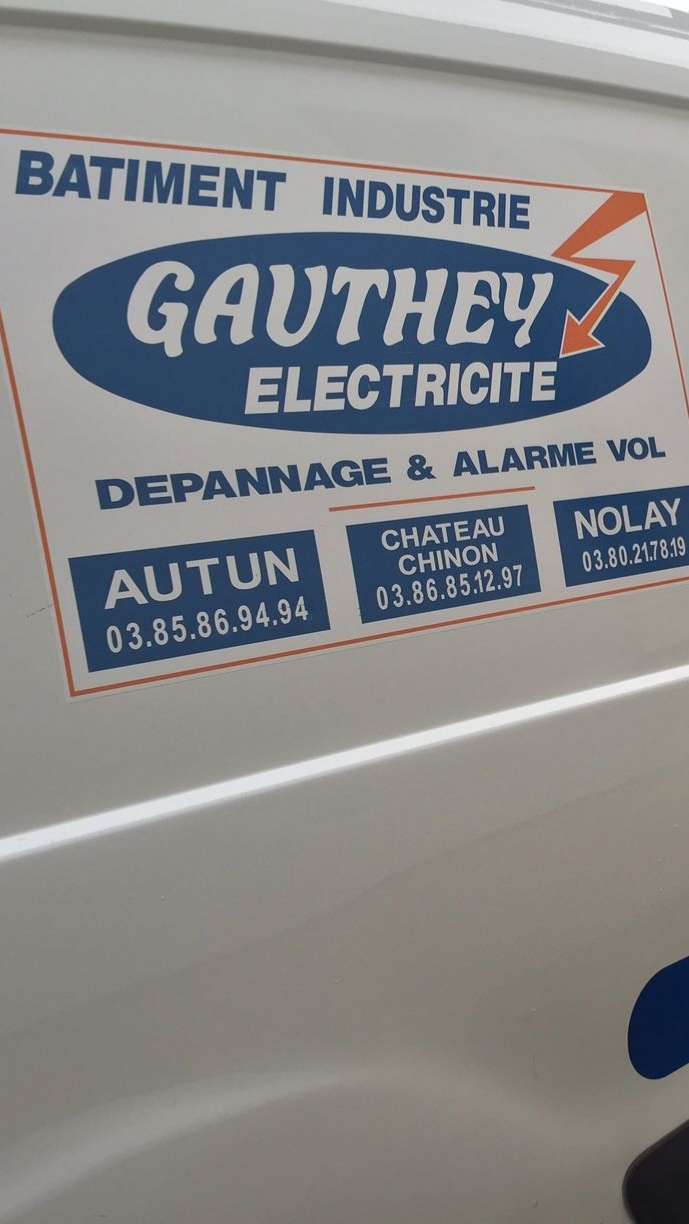 BATIMENT INDUSTRIE
GAUTHEY
ELECTRICITE
DEPANNAGE & ALARME VOL
AUTUN
03.85.86.94.94
CHATEAU
CHINON
03.86.85.12.97
NOLAY
03.80.21.78.19